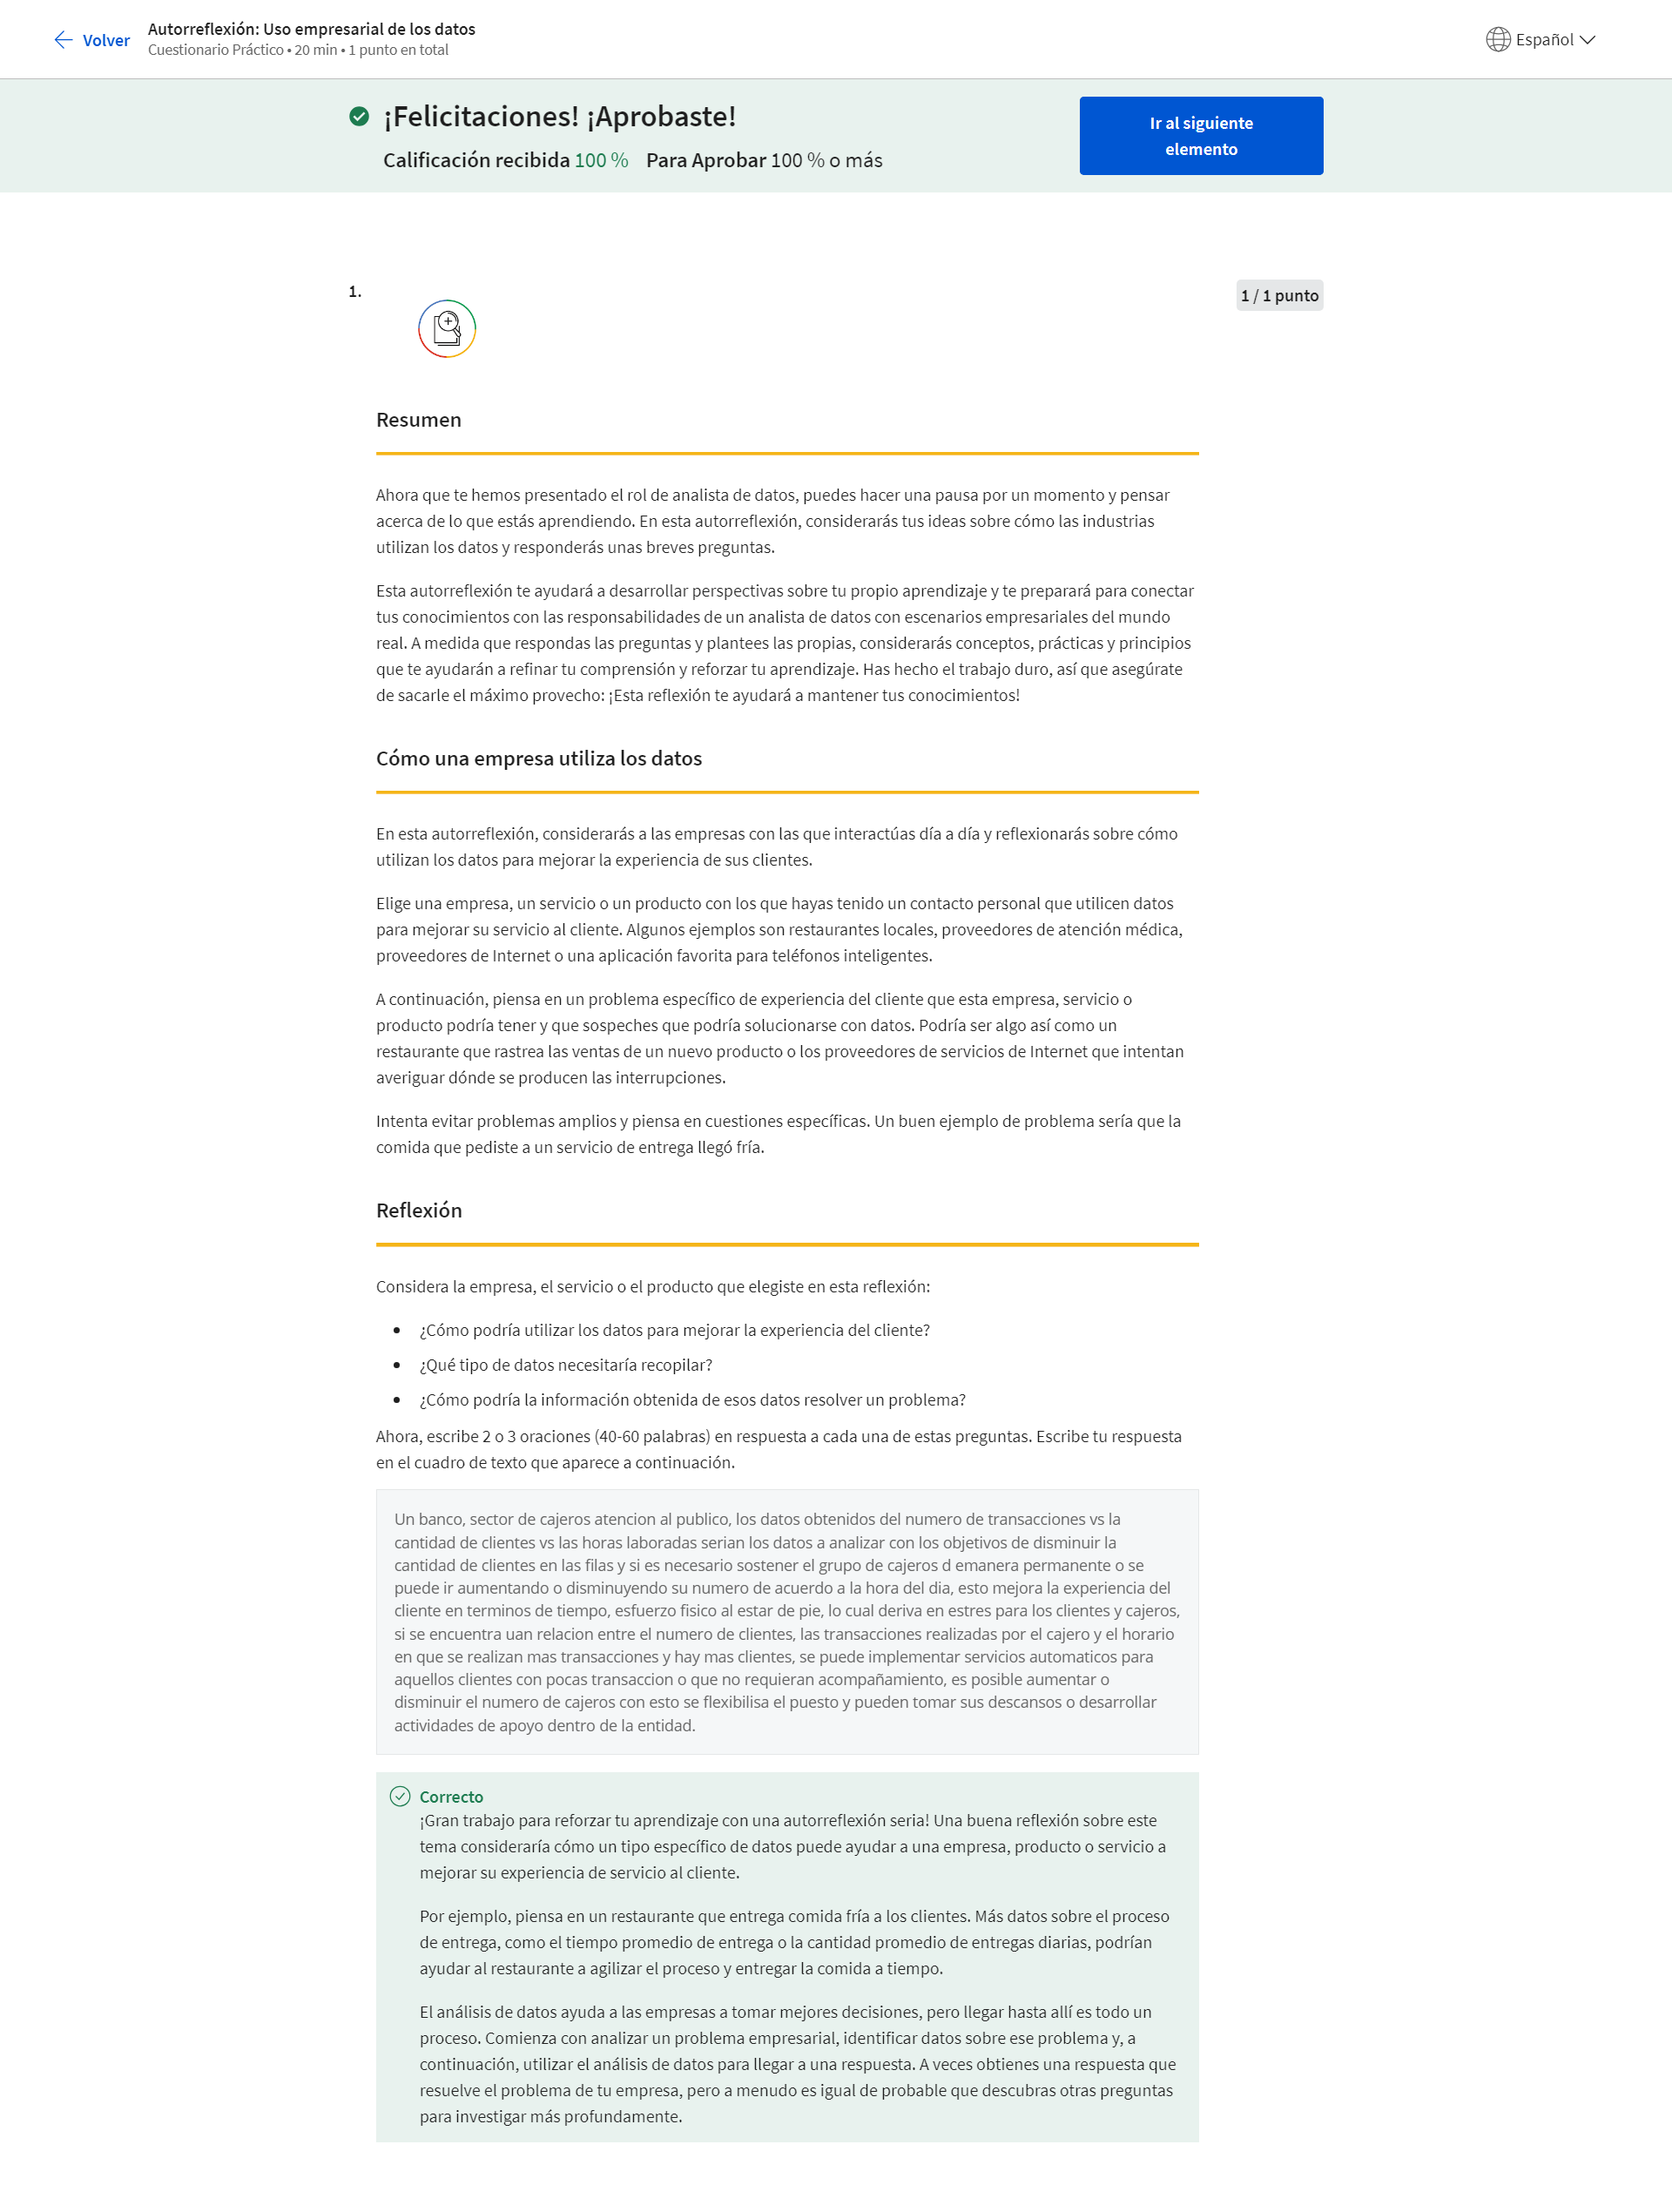 Volver
Autorreflexión: Uso empresarial de los datos
Cuestionario Práctico • 20 min • 1 punto en total
Español
¡Felicitaciones! ¡Aprobaste!
Calificación recibida 100 % Para Aprobar 100 % o más
Ir al siguiente
elemento
1.
1 / 1 punto
Resumen
Ahora que te hemos presentado el rol de analista de datos, puedes hacer una pausa por un momento y pensar
acerca de lo que estás aprendiendo. En esta autorreflexión, considerarás tus ideas sobre cómo las industrias
utilizan los datos y responderás unas breves preguntas.
Esta autorreflexión te ayudará a desarrollar perspectivas sobre tu propio aprendizaje y te preparará para conectar
tus conocimientos con las responsabilidades de un analista de datos con escenarios empresariales del mundo
real. A medida que respondas las preguntas y plantees las propias, considerarás conceptos, prácticas y principios
que te ayudarán a refinar tu comprensión y reforzar tu aprendizaje. Has hecho el trabajo duro, así que asegúrate
de sacarle el máximo provecho: ¡Esta reflexión te ayudará a mantener tus conocimientos!
Cómo una empresa utiliza los datos
En esta autorreflexión, considerarás a las empresas con las que interactúas día a día y reflexionarás sobre cómo
utilizan los datos para mejorar la experiencia de sus clientes.
Elige una empresa, un servicio o un producto con los que hayas tenido un contacto personal que utilicen datos
para mejorar su servicio al cliente. Algunos ejemplos son restaurantes locales, proveedores de atención médica,
proveedores de Internet o una aplicación favorita para teléfonos inteligentes.
A continuación, piensa en un problema específico de experiencia del cliente que esta empresa, servicio o
producto podría tener y que sospeches que podría solucionarse con datos. Podría ser algo así como un
restaurante que rastrea las ventas de un nuevo producto o los proveedores de servicios de Internet que intentan
averiguar dónde se producen las interrupciones.
Intenta evitar problemas amplios y piensa en cuestiones específicas. Un buen ejemplo de problema sería que la
comida que pediste a un servicio de entrega llegó fría.
Reflexión
Considera la empresa, el servicio o el producto que elegiste en esta reflexión:
• ¿Cómo podría utilizar los datos para mejorar la experiencia del cliente?
• ¿Qué tipo de datos necesitaría recopilar?
• ¿Cómo podría la información obtenida de esos datos resolver un problema?
Ahora, escribe 2 o 3 oraciones (40-60 palabras) en respuesta a cada una de estas preguntas. Escribe tu respuesta
en el cuadro de texto que aparece a continuación.
Un banco, sector de cajeros atencion al publico, los datos obtenidos del numero de transacciones vs la
cantidad de clientes vs las horas laboradas serian los datos a analizar con los objetivos de disminuir la
cantidad de clientes en las filas y si es necesario sostener el grupo de cajeros d emanera permanente o se
puede ir aumentando o disminuyendo su numero de acuerdo a la hora del dia, esto mejora la experiencia del
cliente en terminos de tiempo, esfuerzo fisico al estar de pie, lo cual deriva en estres para los clientes y cajeros,
si se encuentra uan relacion entre el numero de clientes, las transacciones realizadas por el cajero y el horario
en que se realizan mas transacciones y hay mas clientes, se puede implementar servicios automaticos para
aquellos clientes con pocas transaccion o que no requieran acompañamiento, es posible aumentar o
disminuir el numero de cajeros con esto se flexibilisa el puesto y pueden tomar sus descansos o desarrollar
actividades de apoyo dentro de la entidad.
Correcto
¡Gran trabajo para reforzar tu aprendizaje con una autorreflexión seria! Una buena reflexión sobre este
tema consideraría cómo un tipo específico de datos puede ayudar a una empresa, producto o servicio a
mejorar su experiencia de servicio al cliente.
Por ejemplo, piensa en un restaurante que entrega comida fría a los clientes. Más datos sobre el proceso
de entrega, como el tiempo promedio de entrega o la cantidad promedio de entregas diarias, podrían
ayudar al restaurante a agilizar el proceso y entregar la comida a tiempo.
El análisis de datos ayuda a las empresas a tomar mejores decisiones, pero llegar hasta allí es todo un
proceso. Comienza con analizar un problema empresarial, identificar datos sobre ese problema y, a
continuación, utilizar el análisis de datos para llegar a una respuesta. A veces obtienes una respuesta que
resuelve el problema de tu empresa, pero a menudo es igual de probable que descubras otras preguntas
para investigar más profundamente.